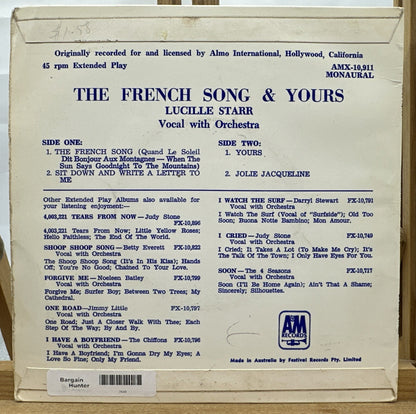 £1.58
Originally recorded for and licensed by Almo International, Hollywood, California
45 rpm Extended Play
AMX-10,911
MONAURAL
THE FRENCH SONG & YOURS
LUCILLE STARR
Vocal with Orchestra
SIDE ONE:
1. THE FRENCH SONG (Quand Le Soleil
Dit Bonjour Aux Montagnes — When The
Sun Says Goodnight To The Mountains)
2. SIT DOWN AND WRITE A LETTER TO
ME
SIDE TWO:
1. YOURS
2. JOLIE JACQUELINE
Other Extended Play Albums also available for
your listening enjoyment:—
4,003,221 TEARS FROM NOW — Judy Stone
FX-10,896
4,003,221 Tears From Now; Little Yellow Roses;
Hello Faithless; The End Of The World.
SHOOP SHOOP SONG — Betty Everett FX-10,822
Vocal with orchestra
The Shoop Shoop Song (It's In His Kiss); Hands
Off; You're No Good; Chained To Your Love.
FORGIVE ME — Noeleen Batley FX-10,799
Vocal with orchestra
Forgive Me; Surfer Boy; Between Two Trees; My
Cathedral.
ONE ROAD — Jimmy Little FX-10,797
Vocal with orchestra
One Road; Just A Closer Walk With Thee; Each
Step Of The Way; By And By.
I HAVE A BOYFRIEND — The Chiffons FX-10,796
Vocal with Orchestra
I Have A Boyfriend; I'm Gonna Dry My Eyes; A
Love So Fine; Only My Friend.
I WATCH THE SURF — Darryl Stewart FX-10,791
Vocal with Orchestra
I Watch The Surf (Vocal of "Surfside"); Old Too
Soon; Buona Notte Bambino; Mon Amour.
I CRIED — Judy Stone FX-10,749
Vocal with Orchestra
I Cried; It Takes A Lot (To Make Me Cry); It's
The Talk Of The Town; I Only Have Eyes For You.
SOON — The 4 Seasons FX-10,717
Vocal with Orchestra
Soon (I'll Be Home Again); Ain't That A Shame;
Sincerely; Silhouettes.
A&M
RECORDS
Made in Australia by Festival Records Pty. Limited
Bargain
Hunter